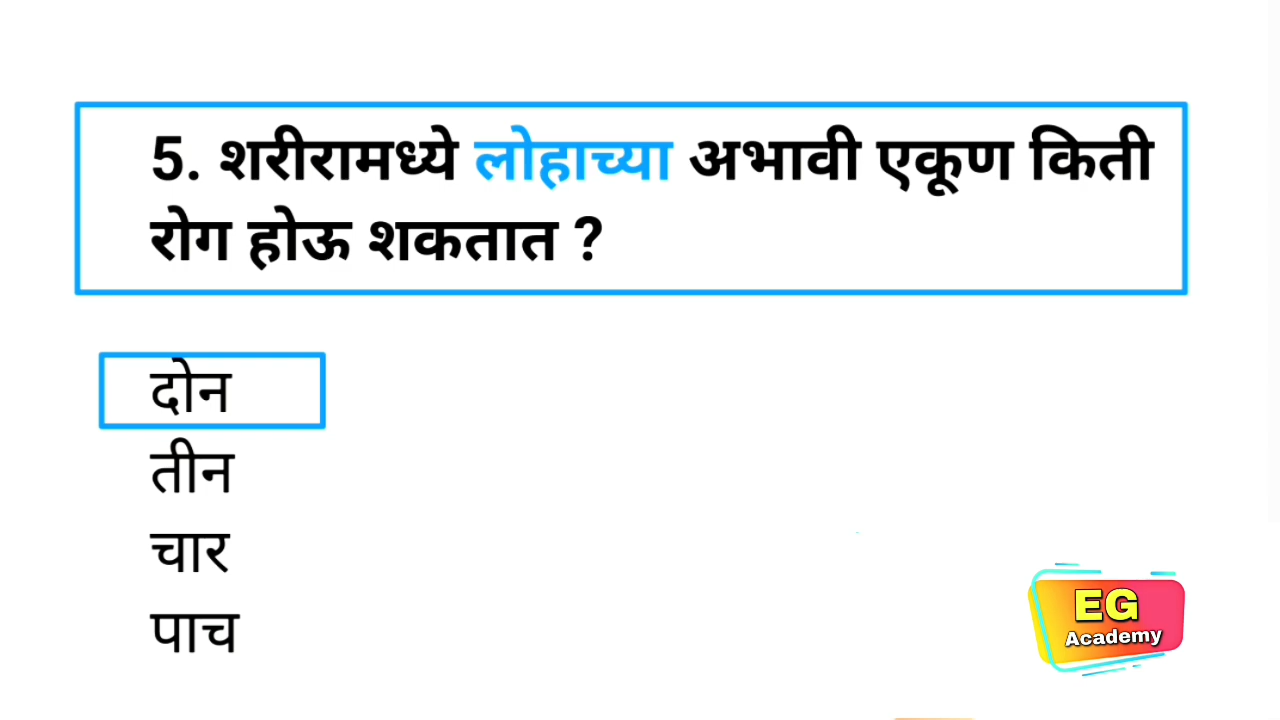 5. शरीरामध्ये लोहाच्या अभावी एकूण किती
रोग होऊ शकतात ?
दोन
तीन
चार
पाच
EG
Academy